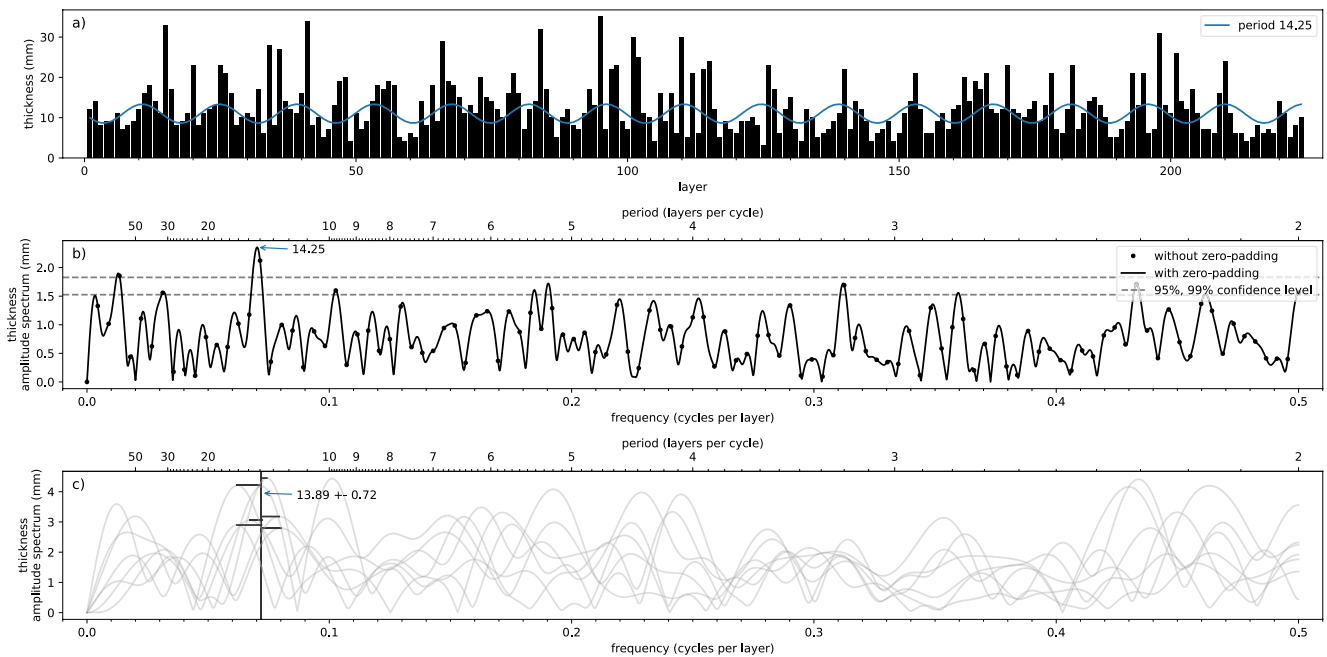 a)
period 14.25
thickness (mm)
0 10 20 30
0 50 100 150 200
layer
period (layers per cycle)
50 30 20 10 9 8 7 6 5 4 3 2
b)
14.25
without zero-padding
with zero-padding
95%, 99% confidence level
thickness
amplitude spectrum (mm)
0.0 0.5 1.0 1.5 2.0
0.0 0.1 0.2 0.3 0.4 0.5
frequency (cycles per layer)
period (layers per cycle)
50 30 20 10 9 8 7 6 5 4 3 2
c)
13.89 +- 0.72
thickness
amplitude spectrum (mm)
0 1 2 3 4
0.0 0.1 0.2 0.3 0.4 0.5
frequency (cycles per layer)